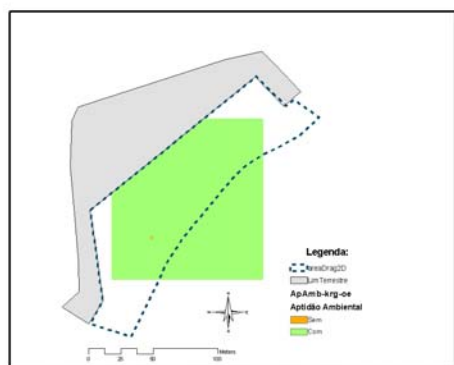 Legenda:
areaDrag2D
LimTerrestre
ApAmb-krg-oe
Aptidão Ambiental
Sem
Com
0 25 50 100
Meters